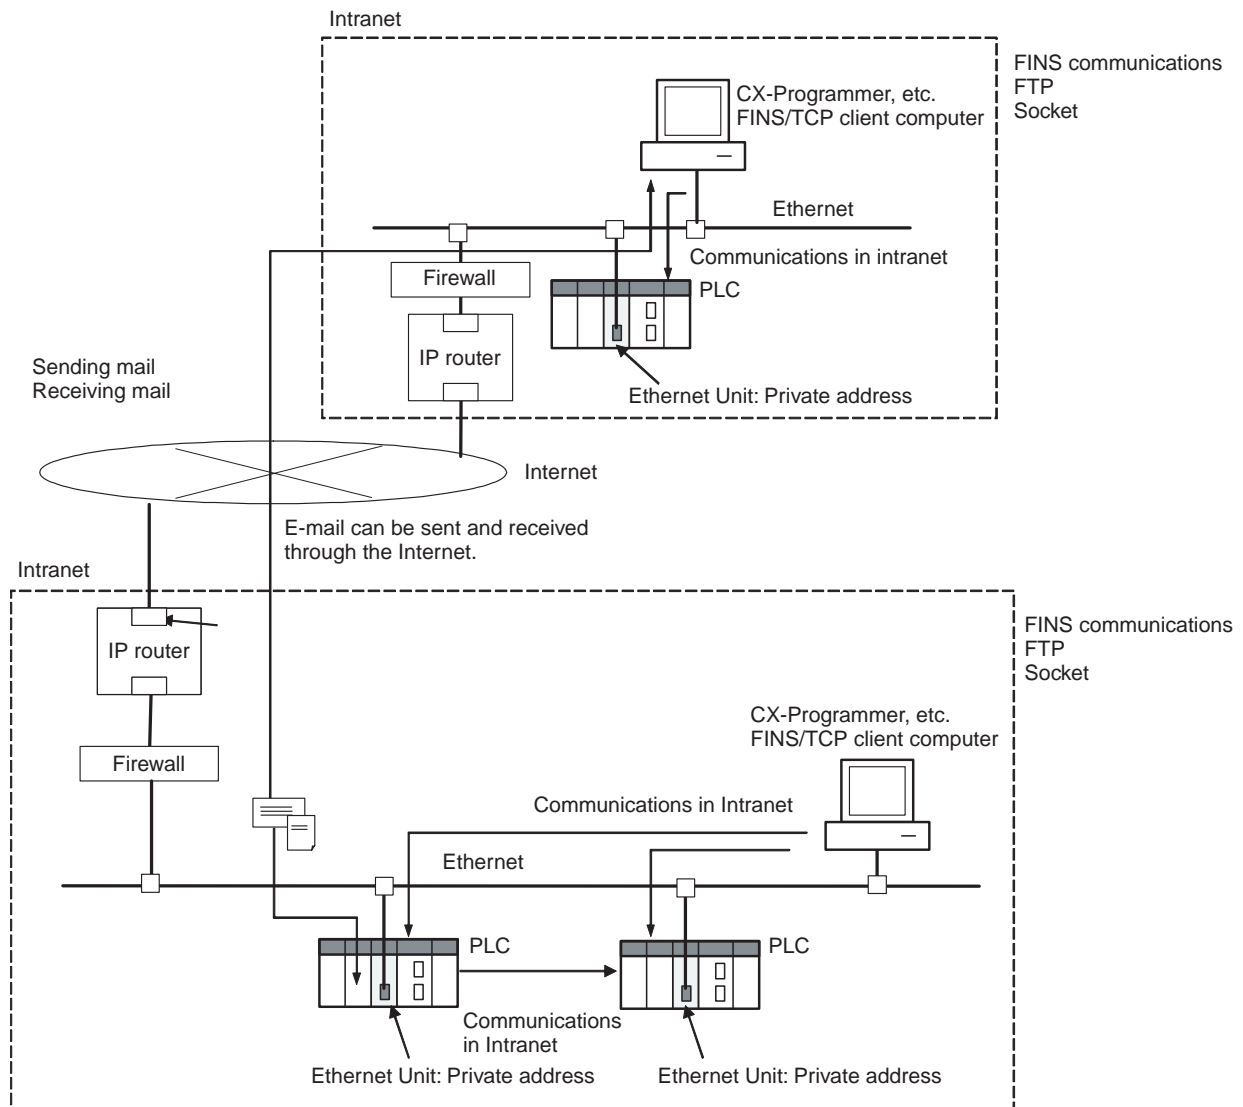 Intranet
FINS communications
FTP
Socket
CX-Programmer, etc.
FINS/TCP client computer
Ethernet
Communications in intranet
Firewall
PLC
IP router
Ethernet Unit: Private address
Sending mail
Receiving mail
Internet
E-mail can be sent and received
through the Internet.
Intranet
IP router
FINS communications
FTP
Socket
CX-Programmer, etc.
FINS/TCP client computer
Firewall
Communications in Intranet
Ethernet
PLC
PLC
Communications
in Intranet
Ethernet Unit: Private address
Ethernet Unit: Private address